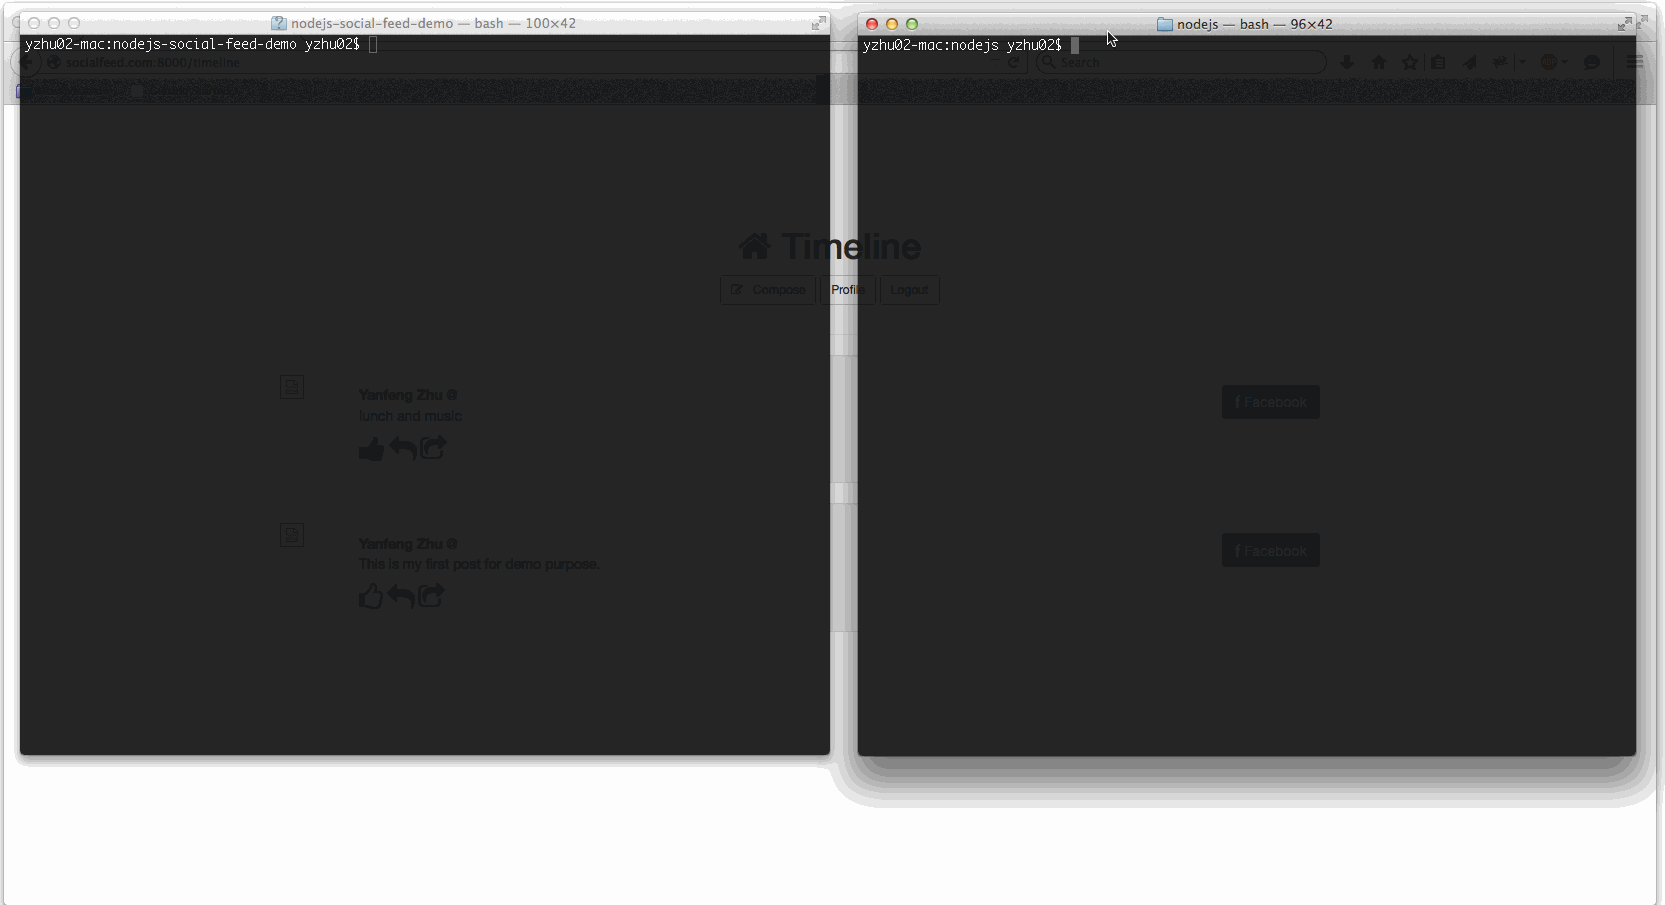 nodejs-social-feed-demo — bash — 100×42
yzhu02-mac:nodejs-social-feed-demo yzhu02$
nodejs — bash — 96×42
yzhu02-mac:nodejs yzhu02$
socialfeed.com:8000/timeline
Search
Timeline
Compose
Profile
Logout
Yanfeng Zhu @
lunch and music
f Facebook
Yanfeng Zhu @
This is my first post for demo purpose.
f Facebook